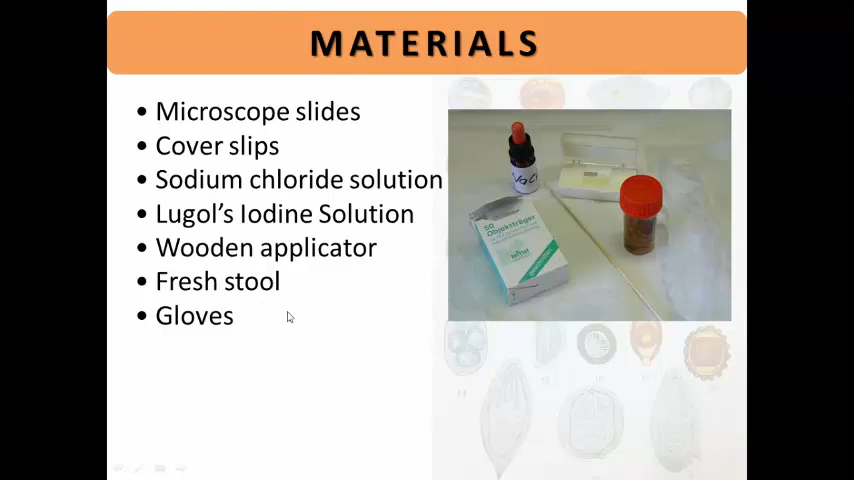 MATERIALS
• Microscope slides
• Cover slips
• Sodium chloride solution
• Lugol's Iodine Solution
• Wooden applicator
• Fresh stool
• Gloves
NaCl
50
Objektträger